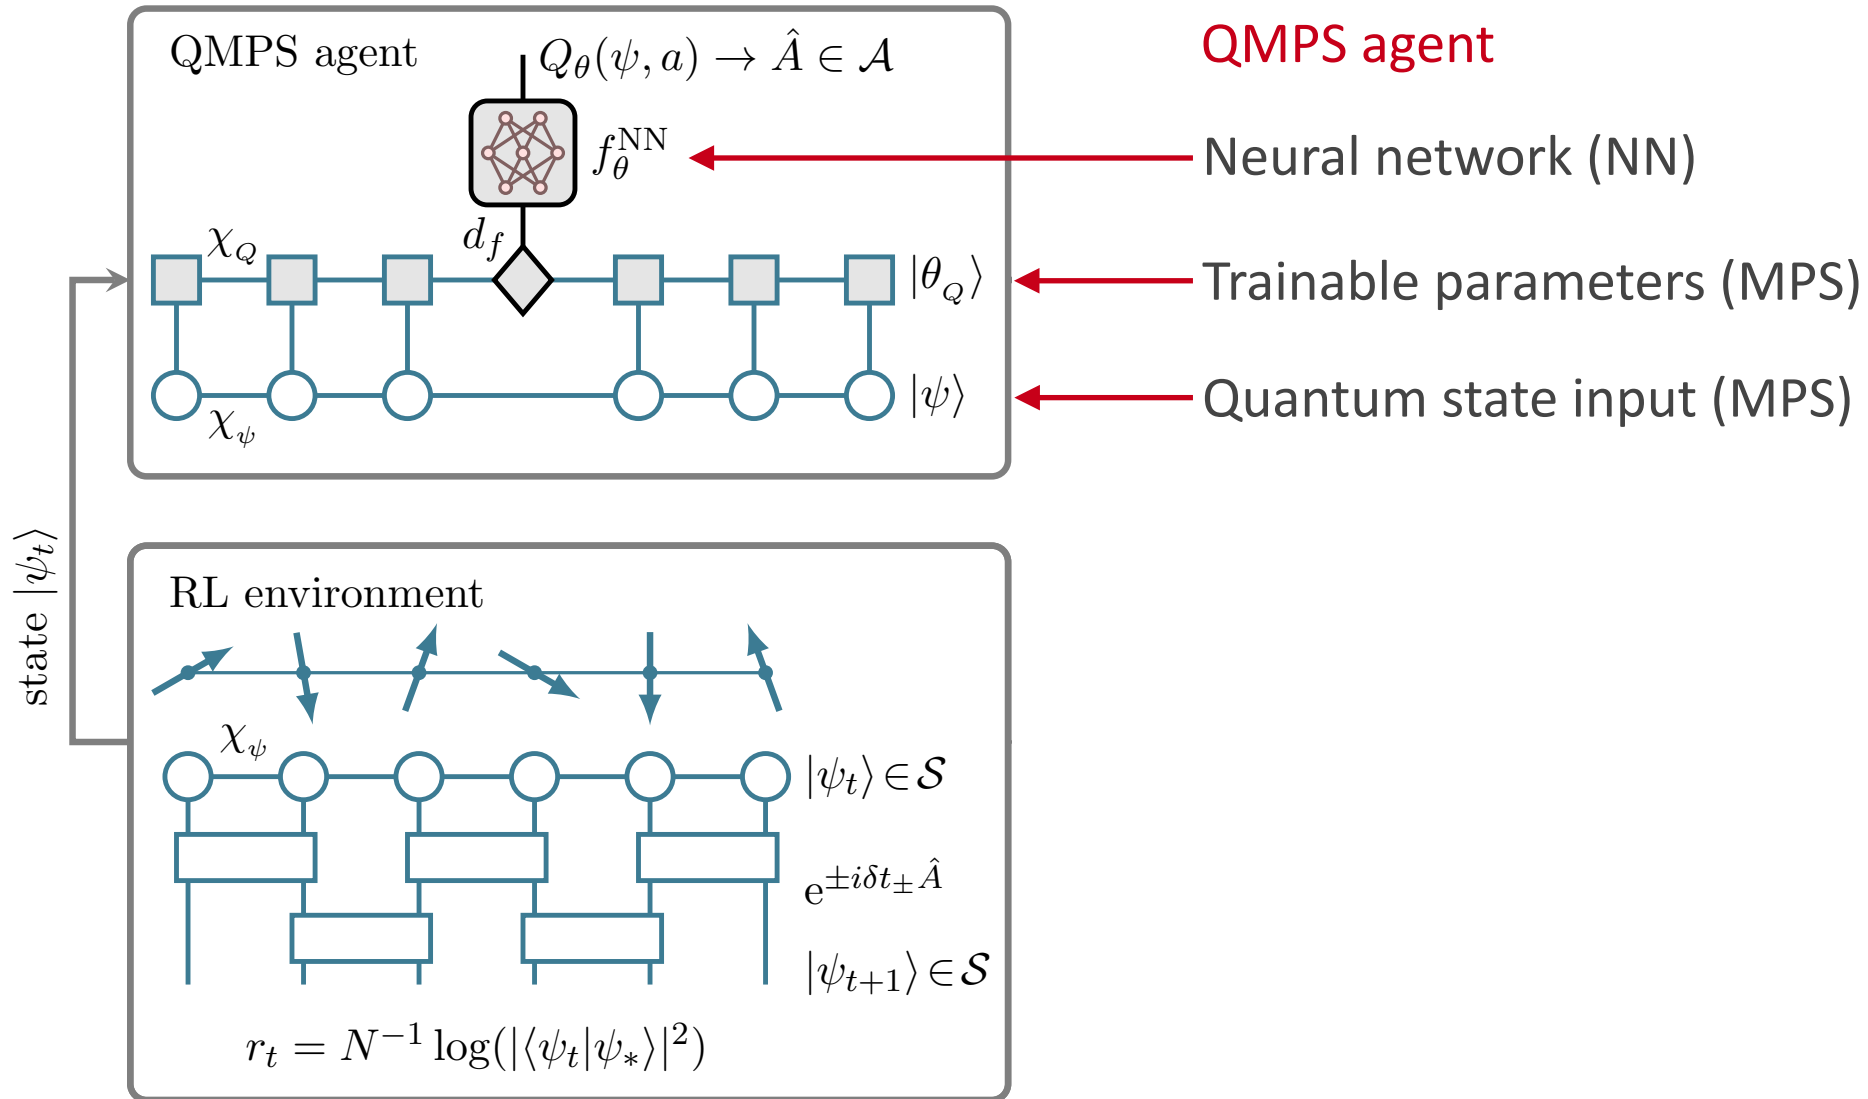 QMPS agent
Q_θ(ψ, a) → Â ∈ 𝒜
QMPS agent
f_θ^NN
Neural network (NN)
d_f
χ_Q
|θ_Q⟩
Trainable parameters (MPS)
|ψ⟩
Quantum state input (MPS)
χ_ψ
state |ψ_t⟩
RL environment
χ_ψ
|ψ_t⟩ ∈ 𝒮
e^{±iδt_± Â}
|ψ_{t+1}⟩ ∈ 𝒮
r_t = N^{−1} log(|⟨ψ_t|ψ_*⟩|^2)